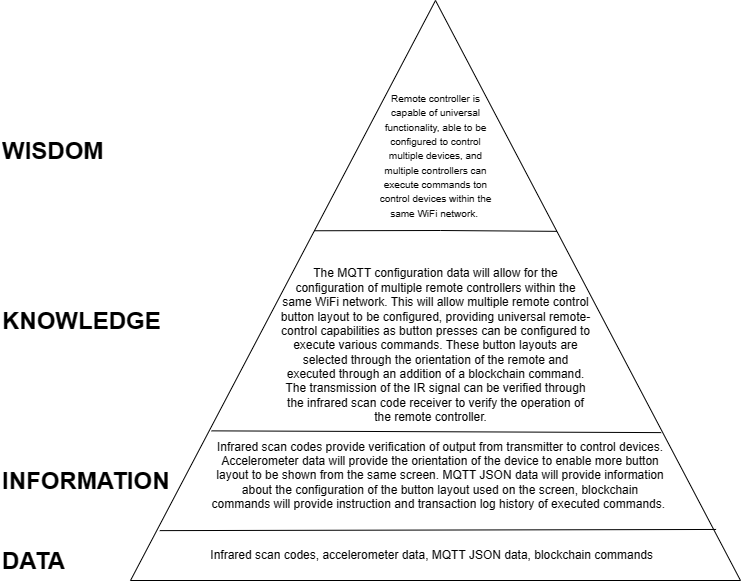 Remote controller is
capable of universal
functionality, able to be
configured to control
multiple devices, and
multiple controllers can
execute commands ton
control devices within the
same WiFi network.
WISDOM
The MQTT configuration data will allow for the
configuration of multiple remote controllers within the
same WiFi network. This will allow multiple remote control
button layout to be configured, providing universal remote-
control capabilities as button presses can be configured to
execute various commands. These button layouts are
selected through the orientation of the remote and
executed through an addition of a blockchain command.
The transmission of the IR signal can be verified through
the infrared scan code receiver to verify the operation of
the remote controller.
KNOWLEDGE
Infrared scan codes provide verification of output from transmitter to control devices.
Accelerometer data will provide the orientation of the device to enable more button
layout to be shown from the same screen. MQTT JSON data will provide information
about the configuration of the button layout used on the screen, blockchain
commands will provide instruction and transaction log history of executed commands.
INFORMATION
Infrared scan codes, accelerometer data, MQTT JSON data, blockchain commands
DATA